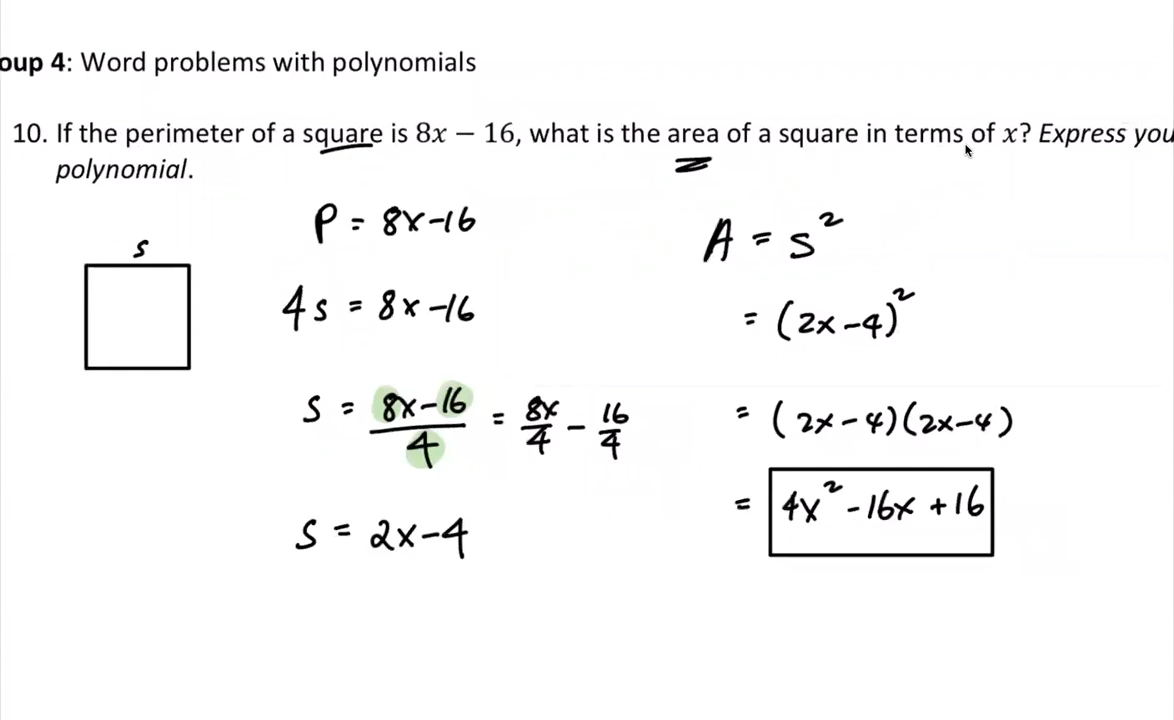 oup 4: Word problems with polynomials
10. If the perimeter of a square is 8x − 16, what is the area of a square in terms of x? Express you
polynomial.
P = 8x-16
s
4s = 8x-16
s = 8x-16/4 = 8x/4 - 16/4
s = 2x-4
A = s²
= (2x-4)²
= (2x-4)(2x-4)
= 4x² -16x +16